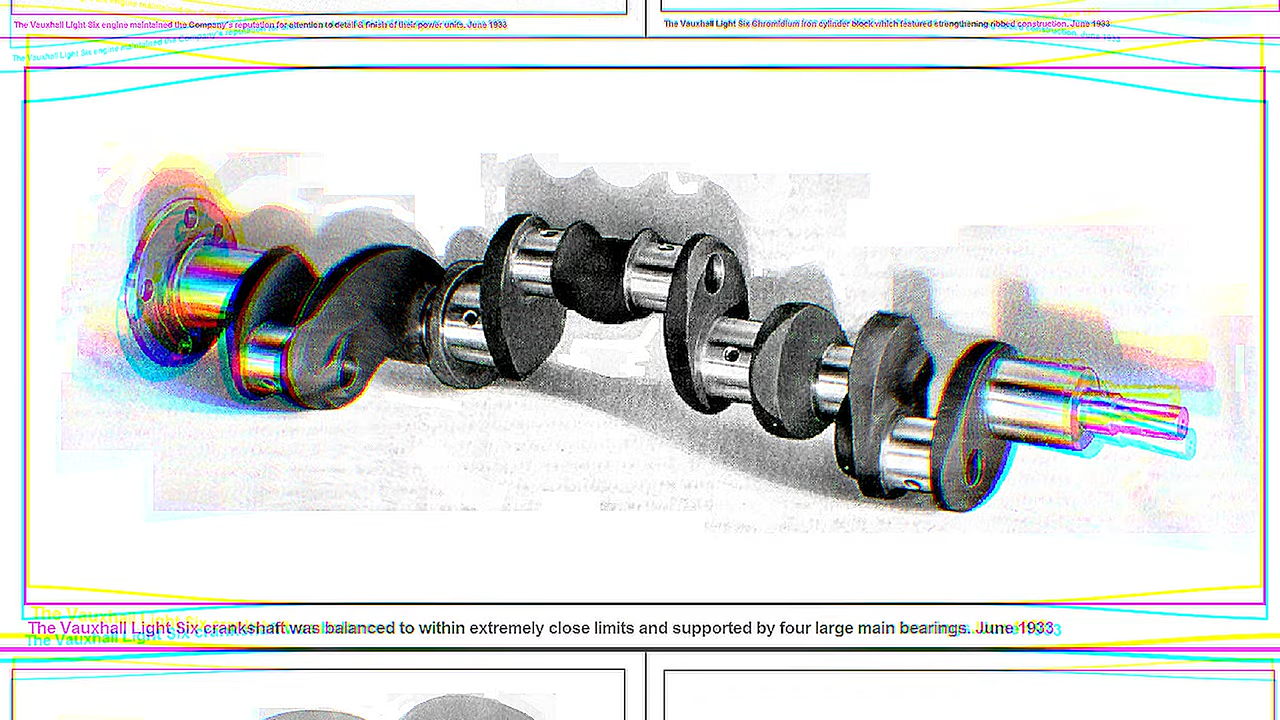 The Vauxhall Light Six engine maintained the Company's reputation for attention to detail & finish of their power units. June 1933
The Vauxhall Light Six Chromidium iron cylinder block which featured strengthening ribbed construction. June 1933
The Vauxhall Light Six crankshaft was balanced to within extremely close limits and supported by four large main bearings. June 1933